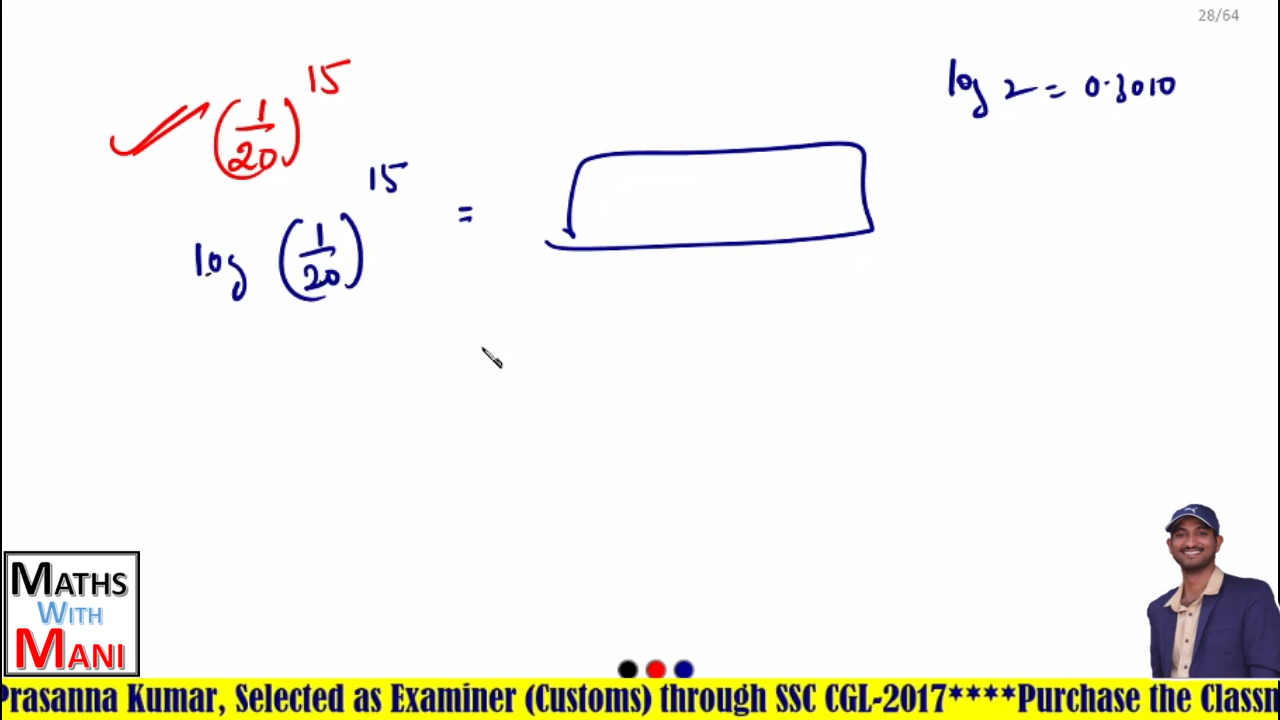 28/64
(1/20)^15
log 2 = 0.3010
log (1/20)^15 =
MATHS
WITH
MANI
Prasanna Kumar, Selected as Examiner (Customs) through SSC CGL-2017****Purchase the Classr